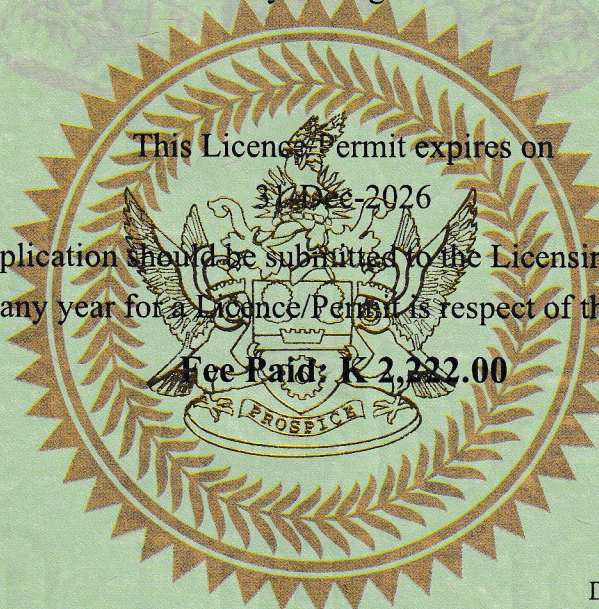 This Licence/Permit expires on
31-Dec-2026
plication should be submitted to the Licensin
any year for a Licence/Permit is respect of th
Fee Paid: K 2,222.00
PROSPICE
D